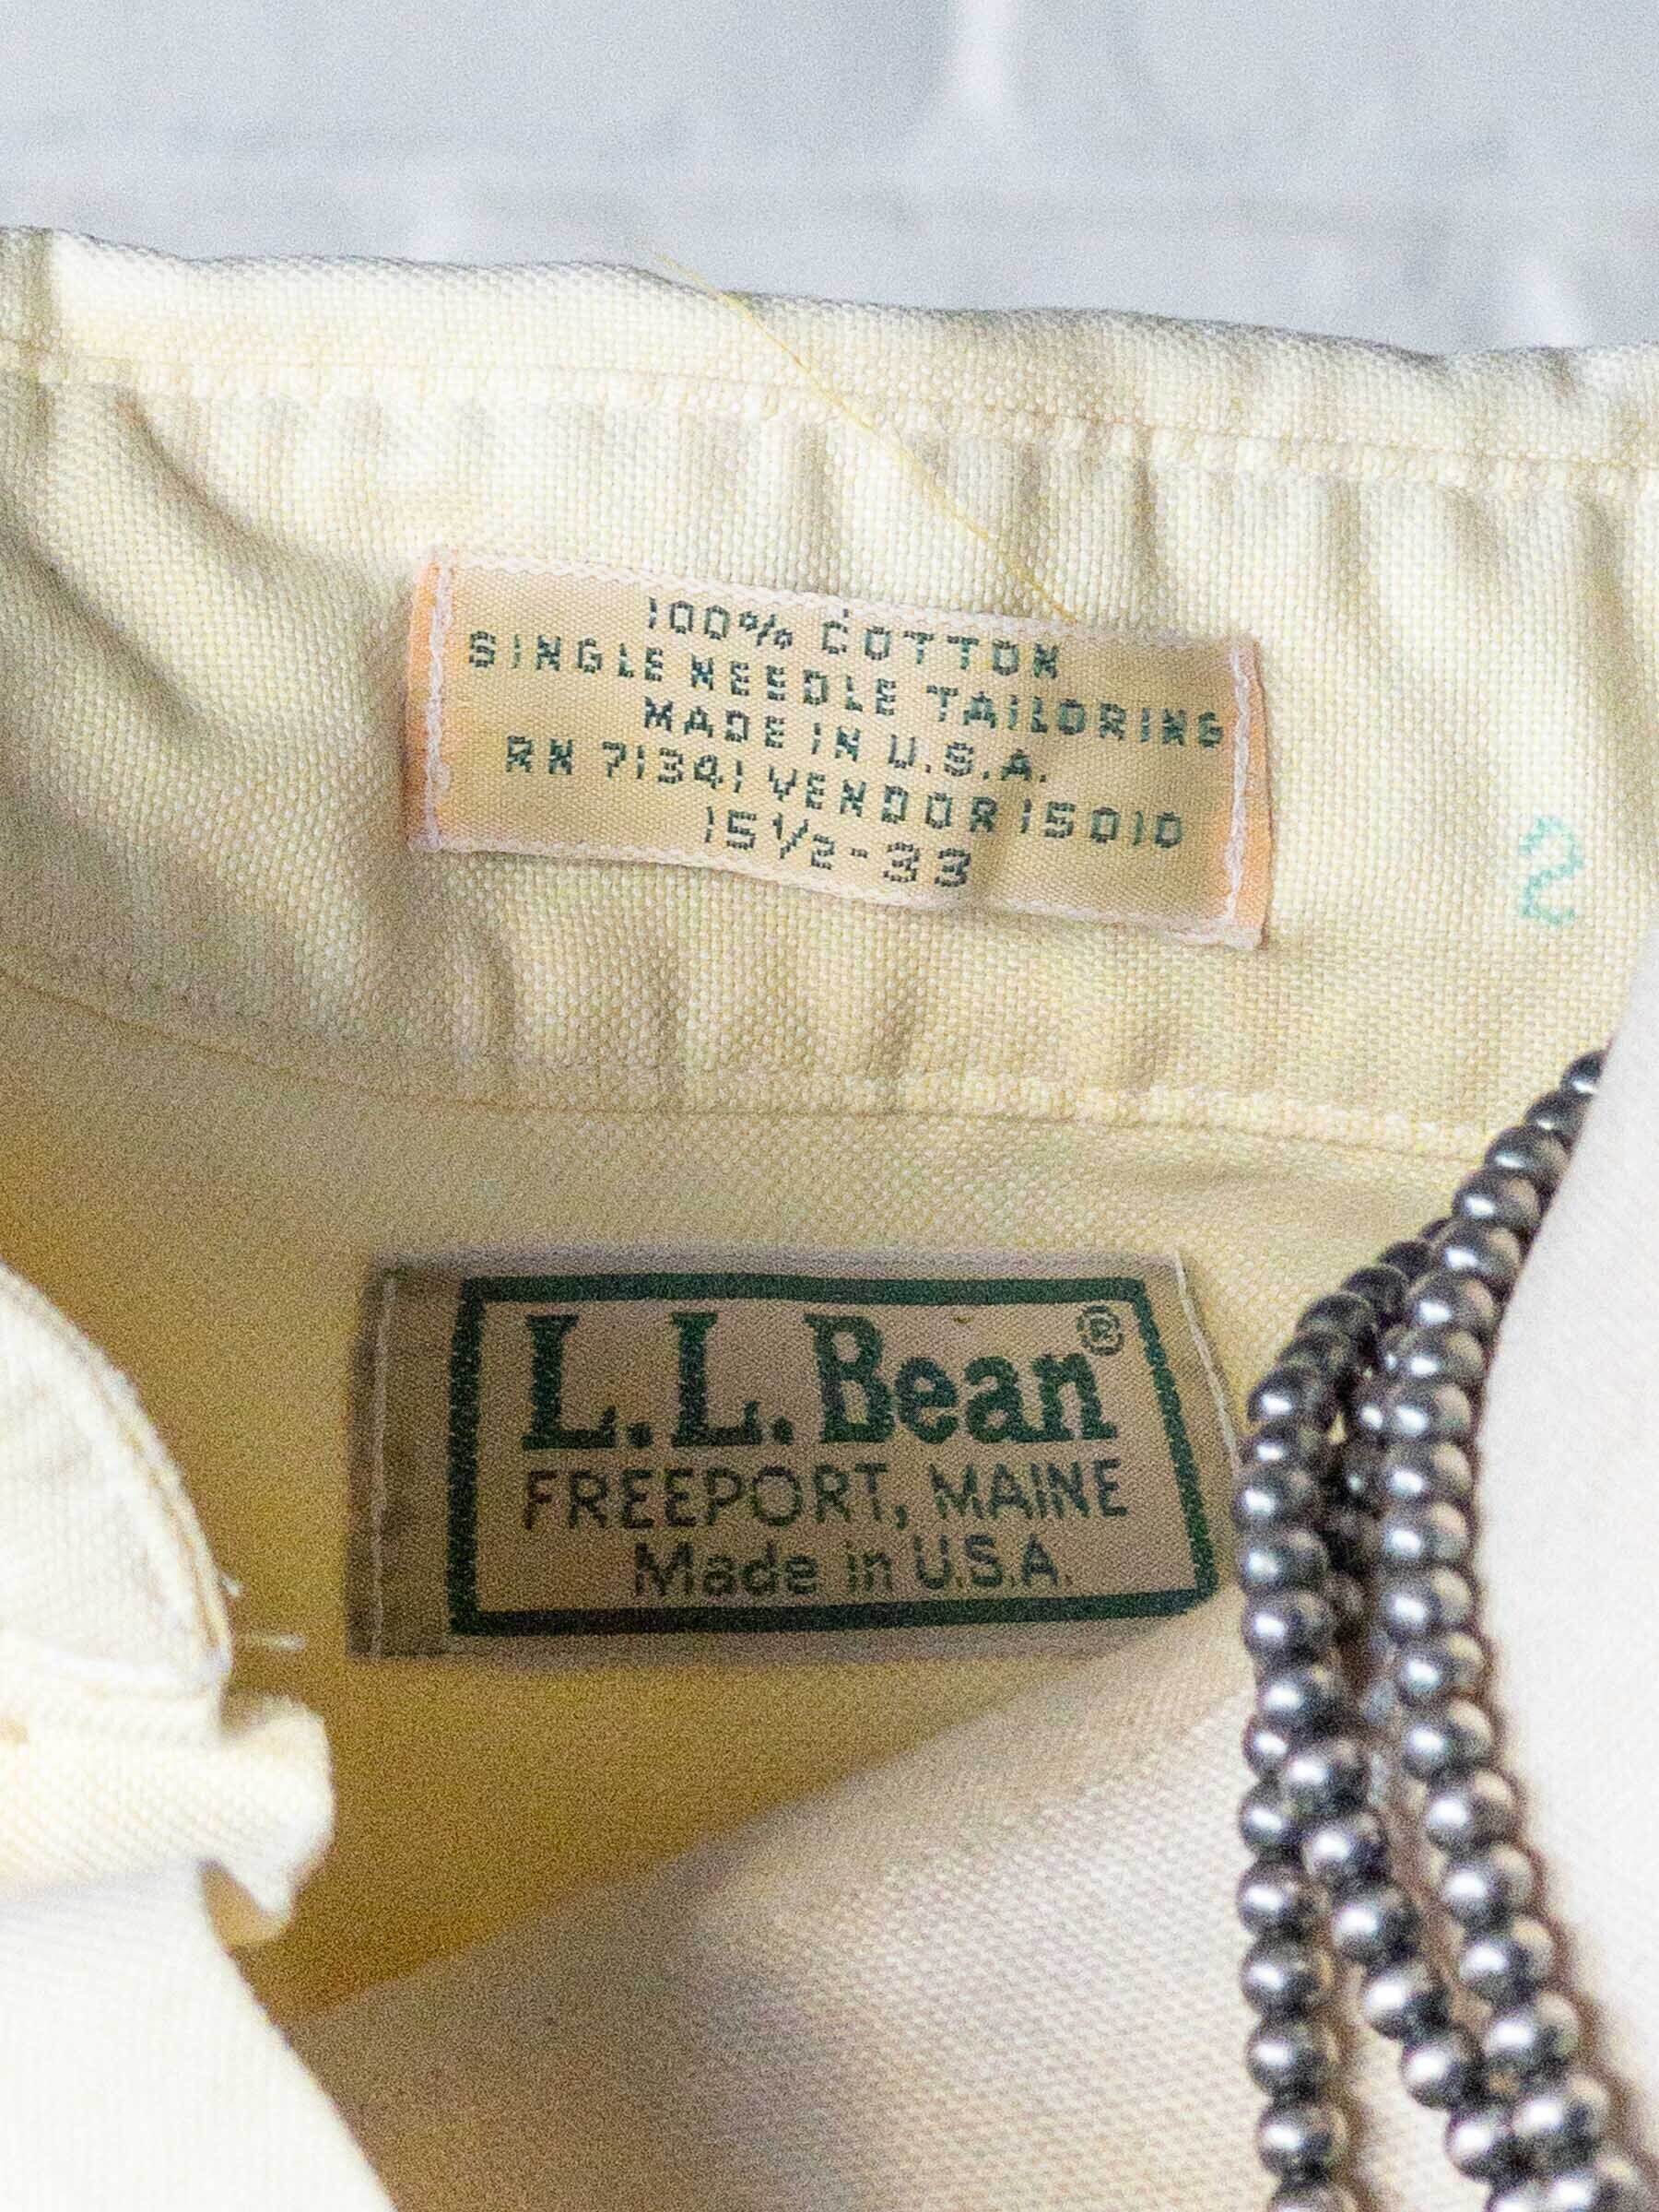 100% COTTON
SINGLE NEEDLE TAILORING
MADE IN U.S.A.
RN 71341 VENDOR 15010
15 1/2-33
2
L.L.Bean®
FREEPORT, MAINE
Made in U.S.A.